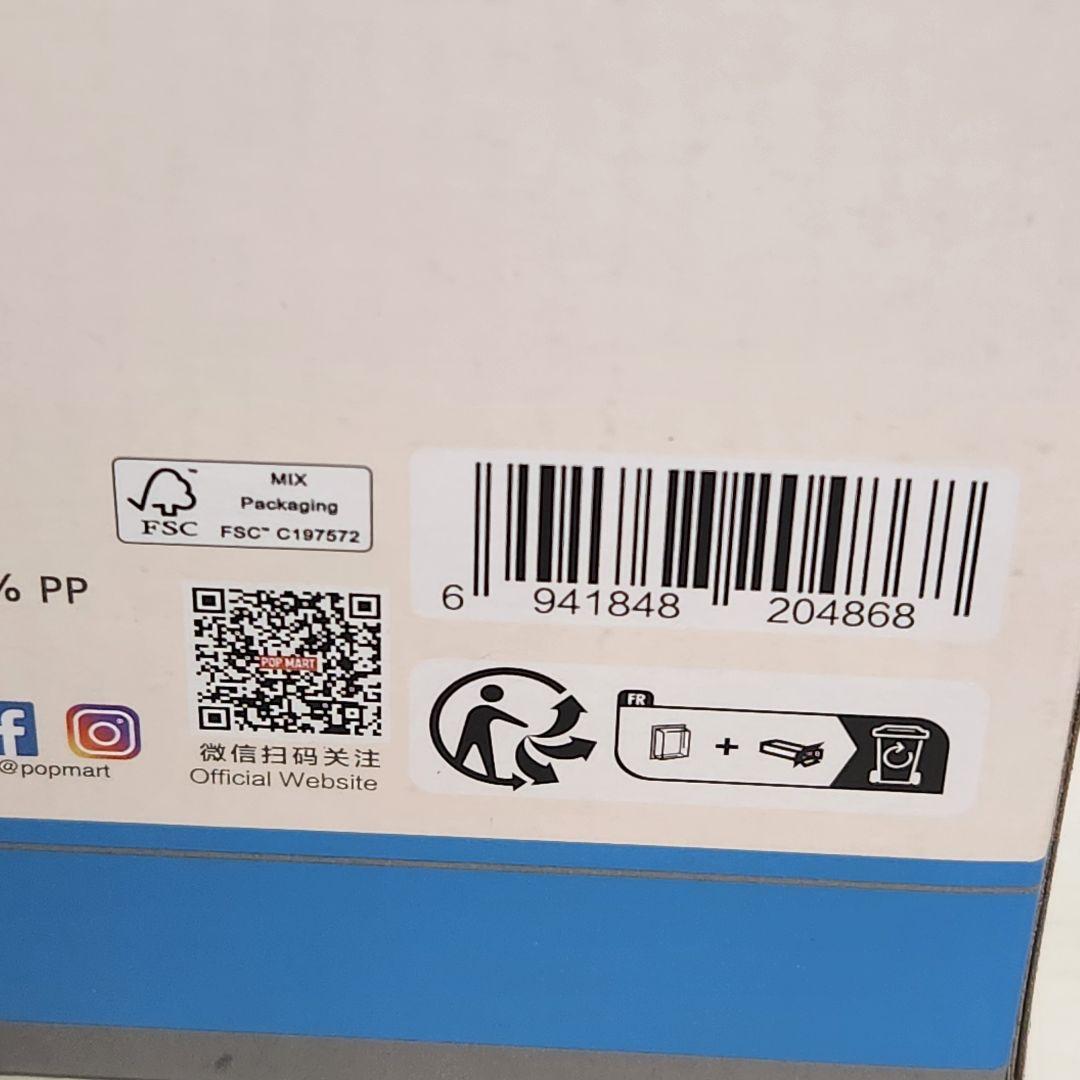 MIX
Packaging
FSC™ C197572
FSC
% PP
6 941848 204868
POP MART
微信扫码关注
Official Website
@popmart
FR